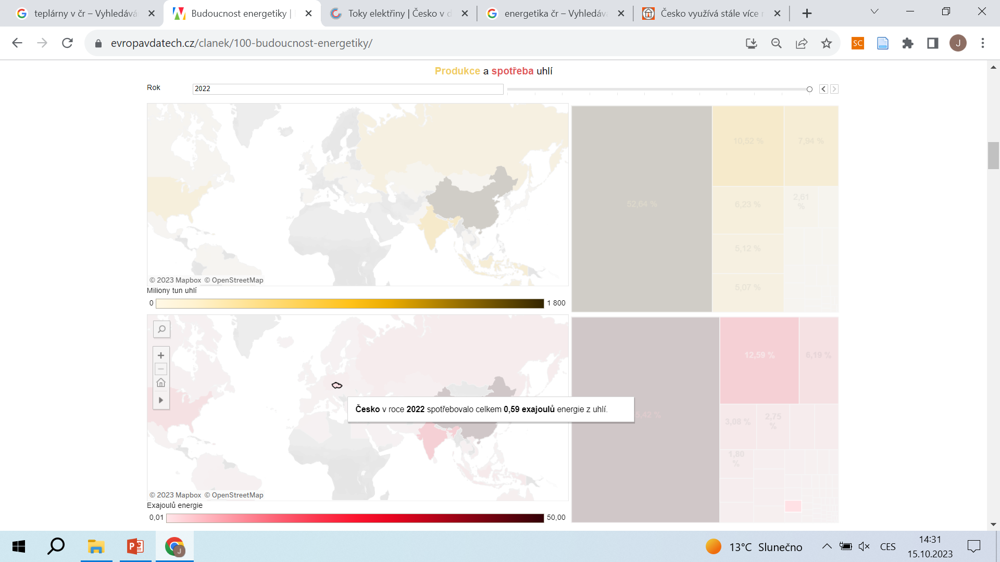 teplárny v čr – Vyhledává
Budoucnost energetiky |
Toky elektřiny | Česko v d
energetika čr – Vyhledáva
Česko využívá stále více
evropavdatech.cz/clanek/100-budoucnost-energetiky/
SC
J
Produkce a spotřeba uhlí
Rok
2022
10,52 %
7,94 %
52,64 %
6,23 %
2,61
%
5,12 %
5,07 %
© 2023 Mapbox © OpenStreetMap
Miliony tun uhlí
0
1 800
12,59 %
6,19 %
Česko v roce 2022 spotřebovalo celkem 0,59 exajoulů energie z uhlí.
5,42 %
3,08 %
2,75
%
1,80
%
© 2023 Mapbox © OpenStreetMap
Exajoulů energie
0,01
50,00
13°C Slunečno
CES
14:31
15.10.2023